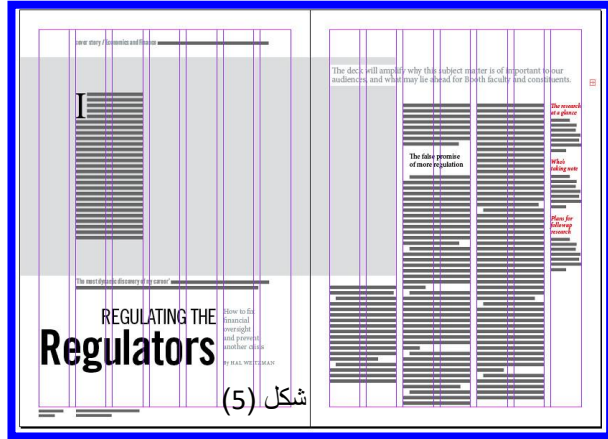 cover story / Economics and Finance
The deck will amplify why this subject matter is of important to our
audiences, and what may lie ahead for Booth faculty and constituents.
I
The research
at a glance
The false promise
of more regulation
Who's
taking note
Plans for
followup
research
The most dynamic discovery of my career'
REGULATING THE
Regulators
How to fix
financial
oversight
and prevent
another crisis
By HAL WEITZMAN
شكل (5)